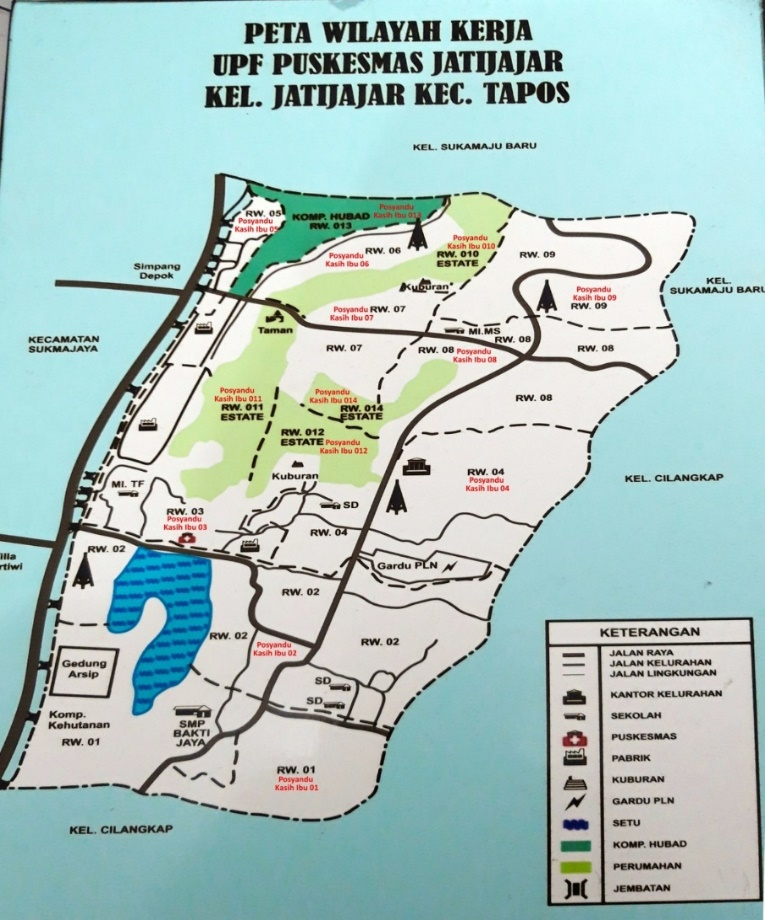 PETA WILAYAH KERJA
UPF PUSKESMAS JATIJAJAR
KEL. JATIJAJAR KEC. TAPOS
KEL. SUKAMAJU BARU
RW. 05
Posyandu
Kasih Ibu 05
KOMP. HUBAD
RW. 013
Posyandu
Kasih Ibu 013
RW. 06
Posyandu
Kasih Ibu 06
Posyandu
Kasih Ibu 010
RW. 010
ESTATE
RW. 09
Simpang
Depok
Kuburan
Posyandu
Kasih Ibu 09
RW. 09
KEL.
SUKAMAJU BARU
Posyandu
Kasih Ibu 07
RW. 07
Taman
MI.MS
KECAMATAN
SUKMAJAYA
RW. 07
RW. 08
RW. 08
Posyandu
Kasih Ibu 08
RW. 08
Posyandu
Kasih Ibu 011
RW. 011
ESTATE
Posyandu
Kasih Ibu 014
RW. 014
ESTATE
RW. 08
RW. 012
ESTATE
Posyandu
Kasih Ibu 012
Kuburan
RW. 04
Posyandu
Kasih Ibu 04
KEL. CILANGKAP
MI. TF
SD
RW. 03
Posyandu
Kasih Ibu 03
RW. 04
RW. 02
Gardu PLN
RW. 02
RW. 02
Posyandu
Kasih Ibu 02
RW. 02
Gedung
Arsip
SD
SD
Komp.
Kehutanan
RW. 01
SMP
BAKTI
JAYA
RW. 01
Posyandu
Kasih Ibu 01
KEL. CILANGKAP
KETERANGAN
JALAN RAYA
JALAN KELURAHAN
JALAN LINGKUNGAN
KANTOR KELURAHAN
SEKOLAH
PUSKESMAS
PABRIK
KUBURAN
GARDU PLN
SETU
KOMP. HUBAD
PERUMAHAN
JEMBATAN